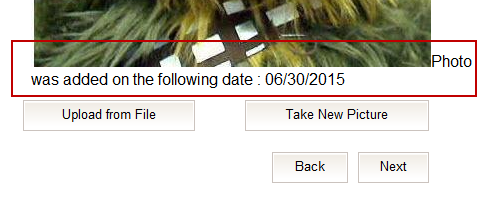 Photo
was added on the following date : 06/30/2015
Upload from File
Take New Picture
Back
Next